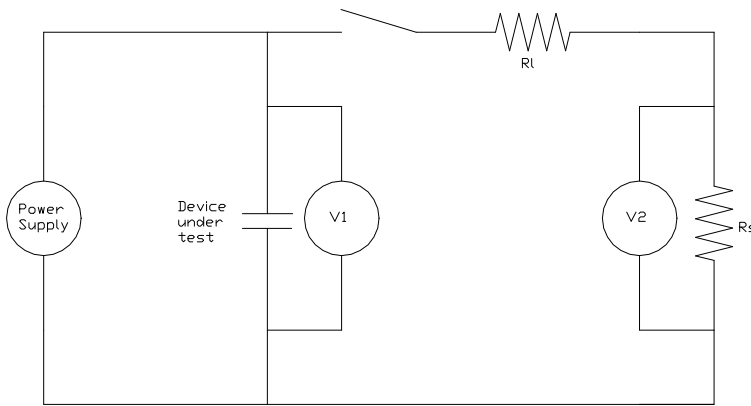 Rl
Power
Supply
Device
under
test
V1
V2
Rs